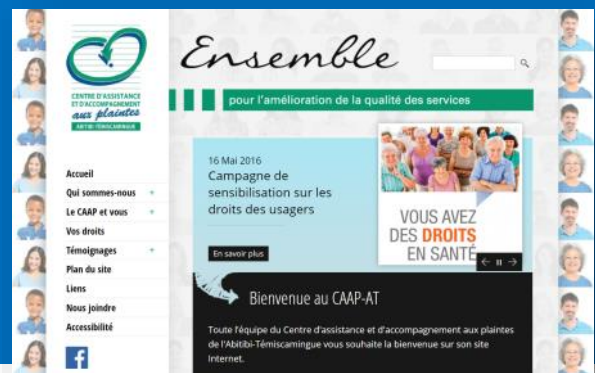 CENTRE D'ASSISTANCE
ET D'ACCOMPAGNEMENT
aux plaintes
ABITIBI-TÉMISCAMINGUE
Accueil
Qui sommes-nous +
Le CAAP et vous +
Vos droits
Témoignages +
Plan du site
Liens
Nous joindre
Accessibilité
f
Ensemble
pour l'amélioration de la qualité des services
16 Mai 2016
Campagne de
sensibilisation sur les
droits des usagers
En savoir plus
VOUS AVEZ
DES DROITS
EN SANTÉ
Bienvenue au CAAP-AT
Toute l'équipe du Centre d'assistance et d'accompagnement aux plaintes
de l'Abitibi-Témiscamingue vous souhaite la bienvenue sur son site
Internet.